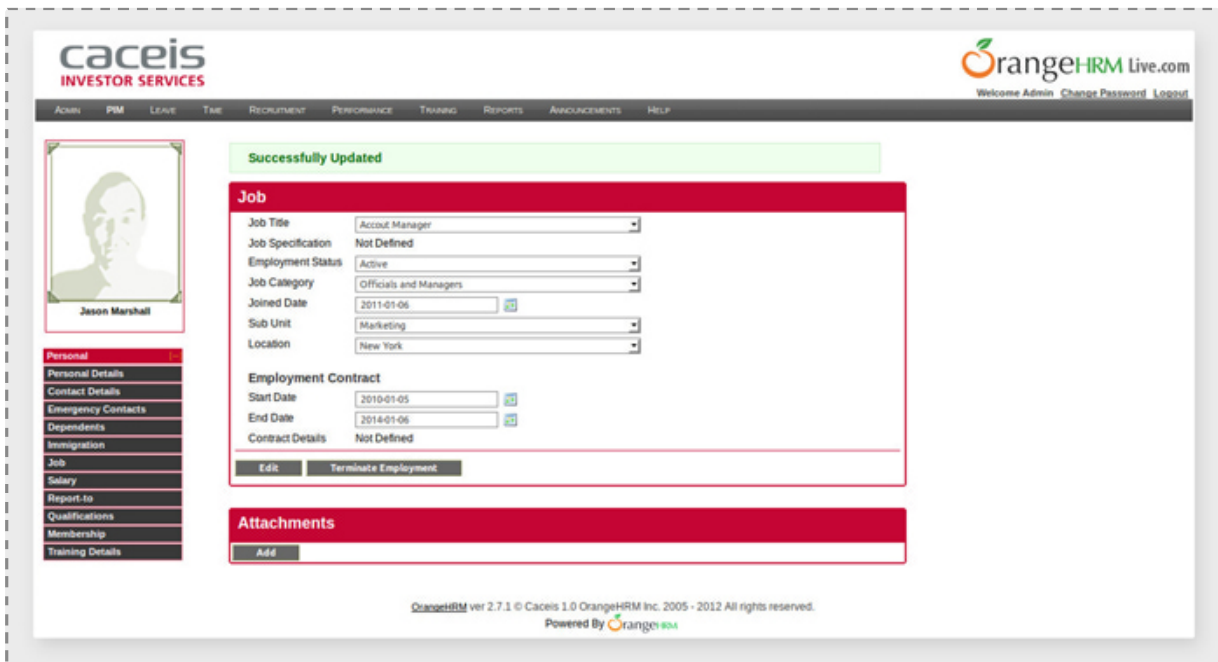 caceis
INVESTOR SERVICES
OrangeHRM Live.com
Welcome Admin Change Password Logout
Admin PIM Leave Time Recruitment Performance Training Reports Announcements Help
Successfully Updated
Job
Job Title Accout Manager
Job Specification Not Defined
Employment Status Active
Job Category Officials and Managers
Joined Date 2011-01-06
Sub Unit Marketing
Location New York
Jason Marshall
Personal [-]
Personal Details
Contact Details
Emergency Contacts
Dependents
Immigration
Job
Salary
Report-to
Qualifications
Membership
Training Details
Employment Contract
Start Date 2010-01-05
End Date 2014-01-06
Contract Details Not Defined
Edit Terminate Employment
Attachments
Add
OrangeHRM ver 2.7.1 © Caceis 1.0 OrangeHRM Inc. 2005 - 2012 All rights reserved.
Powered By OrangeHRM